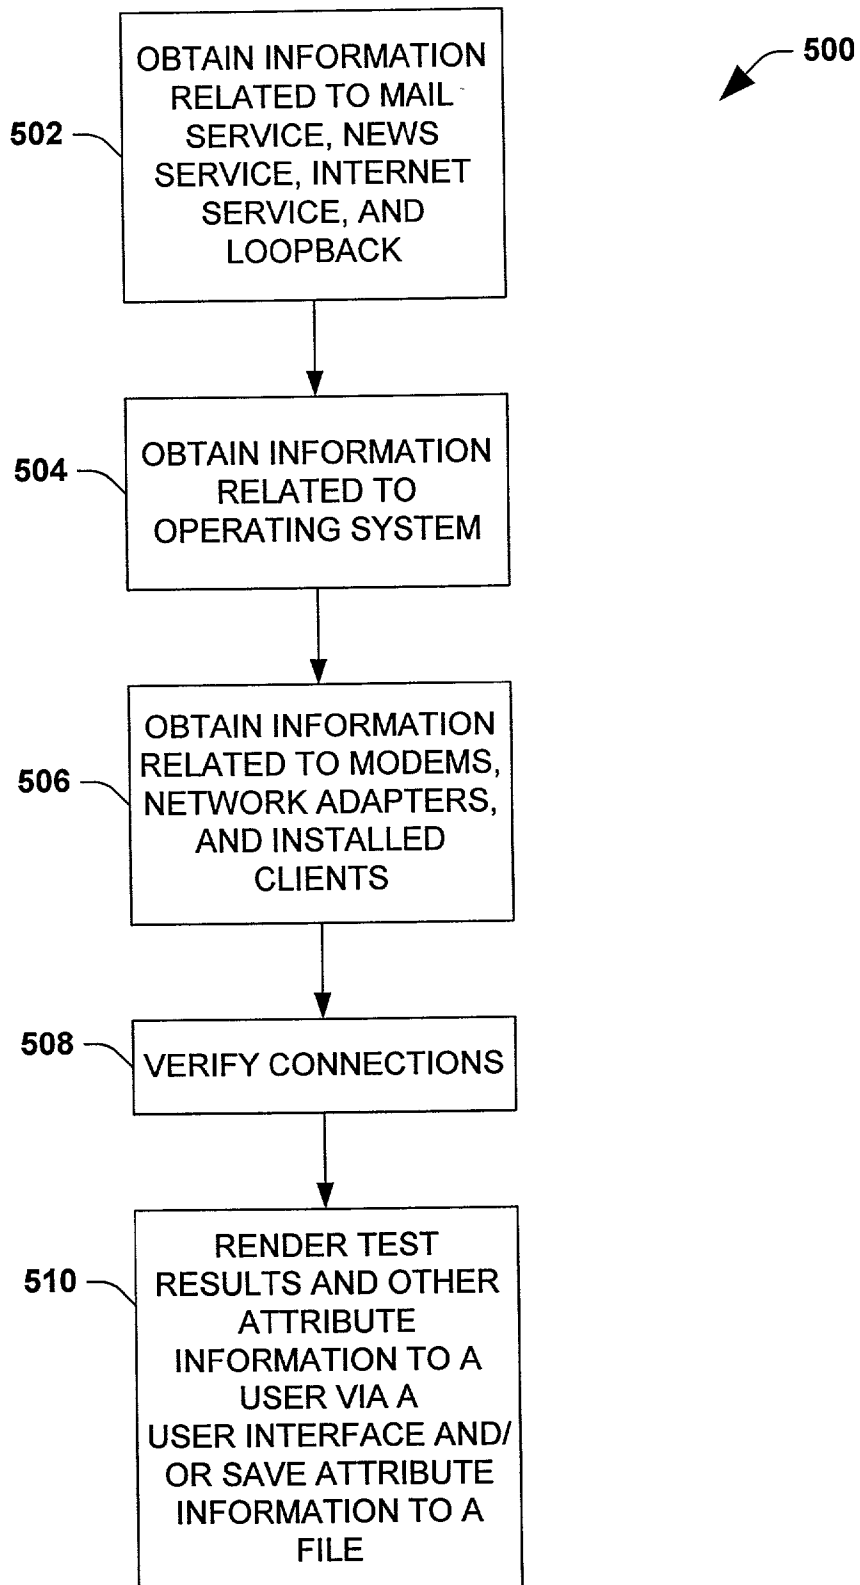 500
502
OBTAIN INFORMATION
RELATED TO MAIL
SERVICE, NEWS
SERVICE, INTERNET
SERVICE, AND
LOOPBACK
504
OBTAIN INFORMATION
RELATED TO
OPERATING SYSTEM
506
OBTAIN INFORMATION
RELATED TO MODEMS,
NETWORK ADAPTERS,
AND INSTALLED
CLIENTS
508
VERIFY CONNECTIONS
510
RENDER TEST
RESULTS AND OTHER
ATTRIBUTE
INFORMATION TO A
USER VIA A
USER INTERFACE AND/
OR SAVE ATTRIBUTE
INFORMATION TO A
FILE